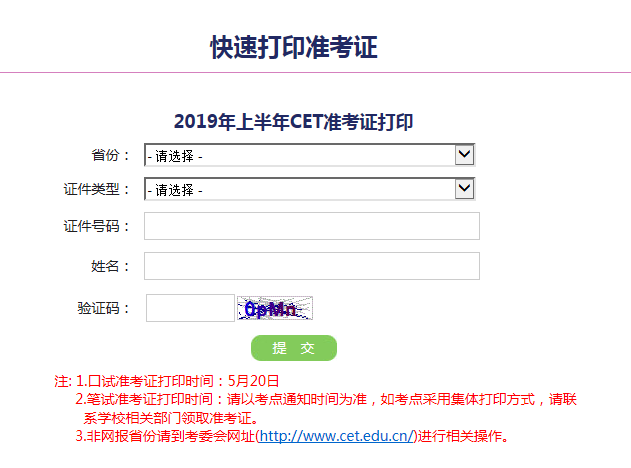 快速打印准考证
2019年上半年CET准考证打印
省份：
- 请选择 -
证件类型：
- 请选择 -
证件号码：
姓名：
验证码：
0pMn
提 交
注: 1.口试准考证打印时间：5月20日
2.笔试准考证打印时间：请以考点通知时间为准，如考点采用集体打印方式，请联
系学校相关部门领取准考证。
3.非网报省份请到考委会网址(http://www.cet.edu.cn/)进行相关操作。